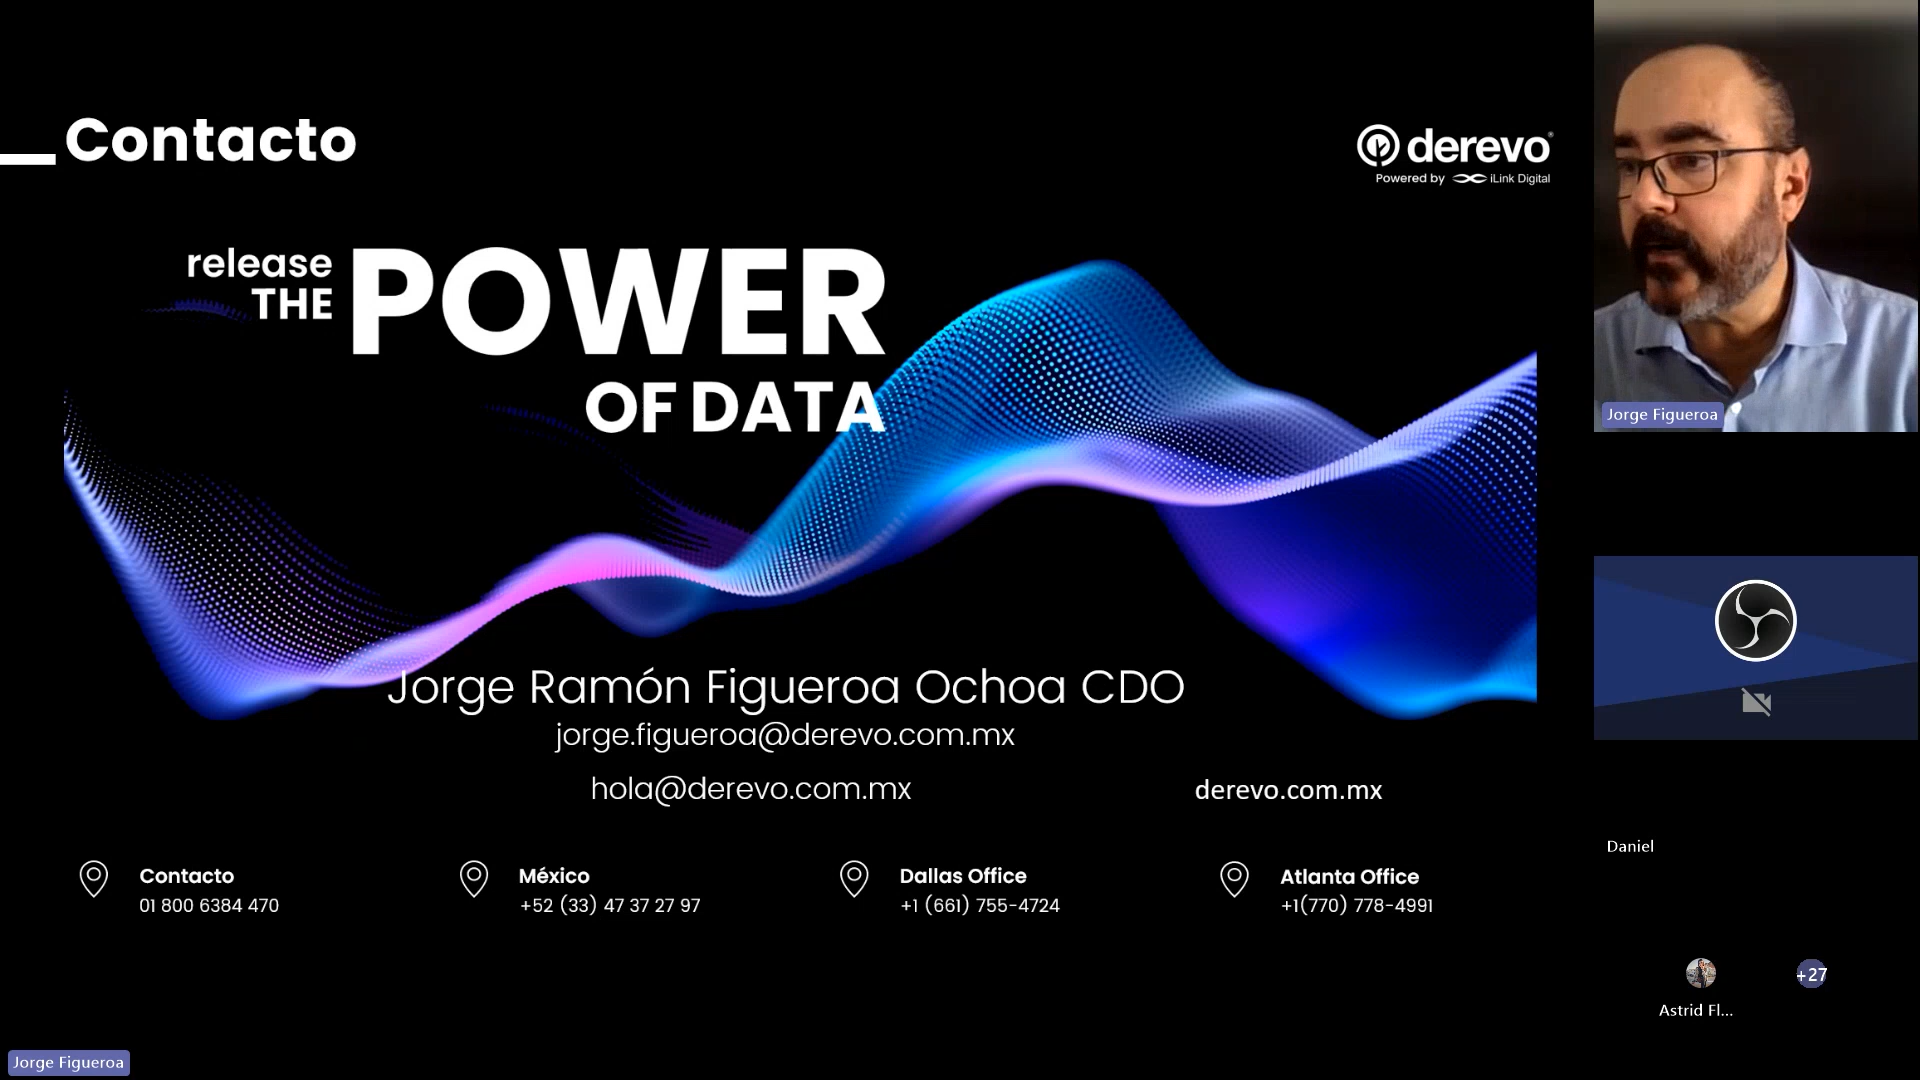 Contacto
derevo®
Powered by iLink Digital
release
THE
POWER
OF DATA
Jorge Ramón Figueroa Ochoa CDO
jorge.figueroa@derevo.com.mx
hola@derevo.com.mx
derevo.com.mx
Contacto
01 800 6384 470
México
+52 (33) 47 37 27 97
Dallas Office
+1 (661) 755-4724
Atlanta Office
+1(770) 778-4991
Jorge Figueroa
Daniel
Astrid Fl...
+27
Jorge Figueroa